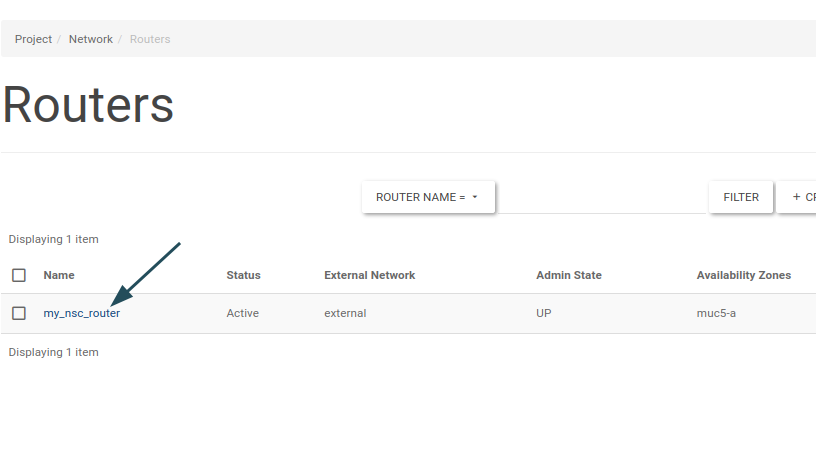 Project / Network / Routers
Routers
ROUTER NAME = FILTER + CR
Displaying 1 item
Name Status External Network Admin State Availability Zones
my_nsc_router Active external UP muc5-a
Displaying 1 item